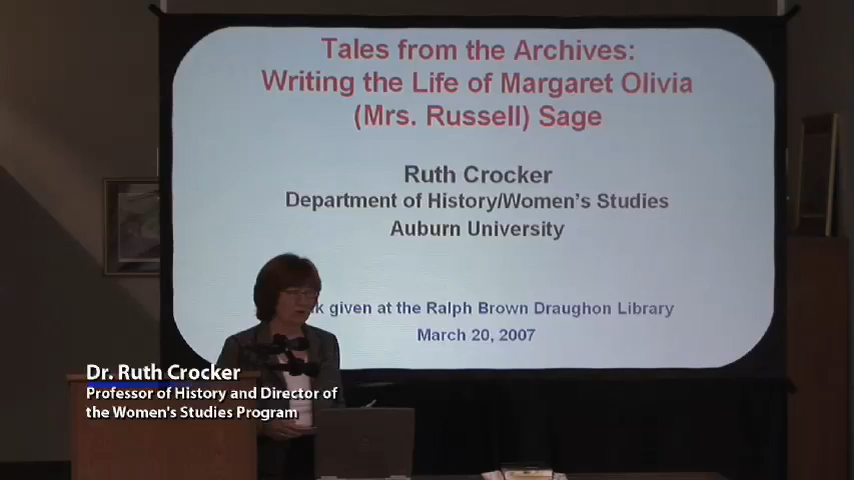 Tales from the Archives:
Writing the Life of Margaret Olivia
(Mrs. Russell) Sage
Ruth Crocker
Department of History/Women's Studies
Auburn University
given at the Ralph Brown Draughon Library
March 20, 2007
Dr. Ruth Crocker
Professor of History and Director of
the Women's Studies Program